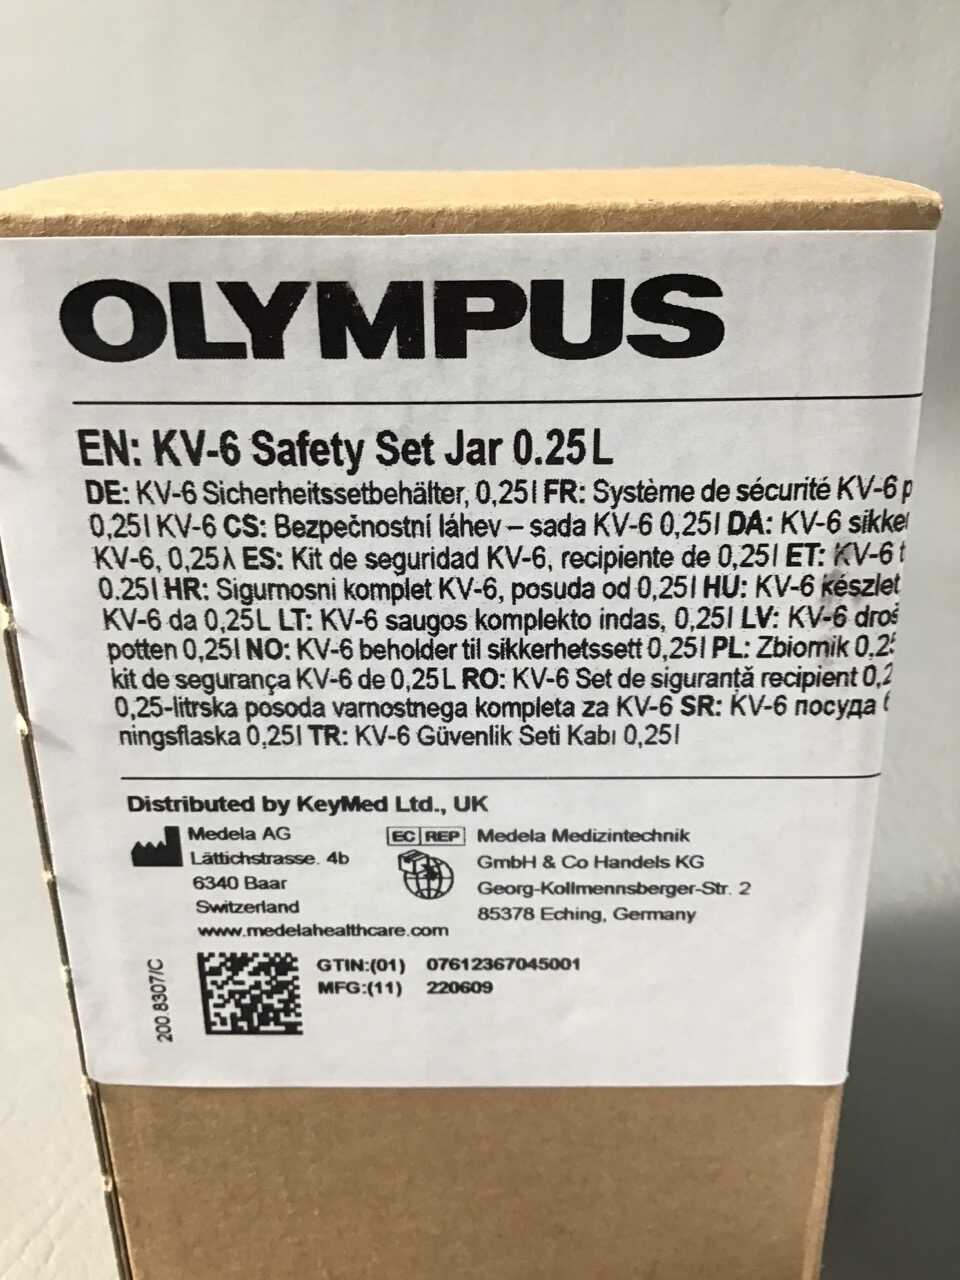 OLYMPUS
EN: KV-6 Safety Set Jar 0.25L
DE: KV-6 Sicherheitssetbehälter, 0,25l FR: Système de sécurité KV-6 p
0,25l KV-6 CS: Bezpečnostní láhev – sada KV-6 0,25l DA: KV-6 sikke
KV-6, 0,25λ ES: Kit de seguridad KV-6, recipiente de 0,25l ET: KV-6 t
0.25l HR: Sigurnosni komplet KV-6, posuda od 0,25l HU: KV-6 készlet
KV-6 da 0,25L LT: KV-6 saugos komplekto indas, 0,25l LV: KV-6 droš
potten 0,25l NO: KV-6 beholder til sikkerhetssett 0,25l PL: Zbiornik 0,25
kit de segurança KV-6 de 0,25L RO: KV-6 Set de siguranță recipient 0,2
0,25-litrska posoda varnostnega kompleta za KV-6 SR: KV-6 посуда
ningsflaska 0,25l TR: KV-6 Güvenlik Seti Kabı 0,25l
Distributed by KeyMed Ltd., UK
Medela AG
Lättichstrasse. 4b
6340 Baar
Switzerland
www.medelahealthcare.com
EC REP Medela Medizintechnik
GmbH & Co Handels KG
Georg-Kollmennsberger-Str. 2
85378 Eching, Germany
200.8307/C
GTIN:(01) 07612367045001
MFG:(11) 220609